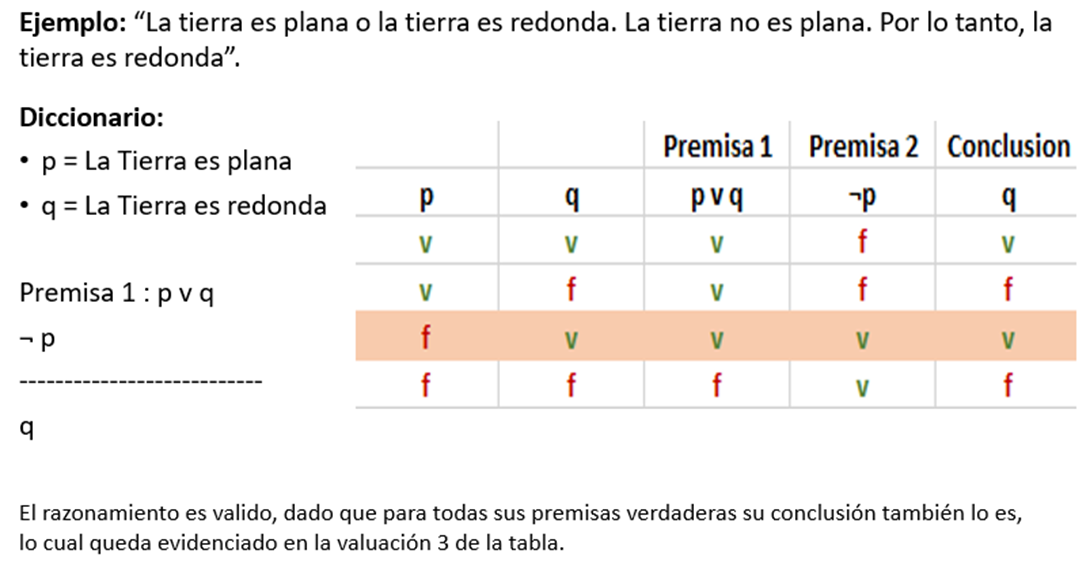 Ejemplo: “La tierra es plana o la tierra es redonda. La tierra no es plana. Por lo tanto, la
tierra es redonda”.
Diccionario:
• p = La Tierra es plana
• q = La Tierra es redonda
Premisa 1 : p v q
¬ p
---------------------------
q
Premisa 1 Premisa 2 Conclusion
p q p v q ¬p q
v v v f v
v f v f f
f v v v v
f f f v f
El razonamiento es valido, dado que para todas sus premisas verdaderas su conclusión también lo es,
lo cual queda evidenciado en la valuación 3 de la tabla.